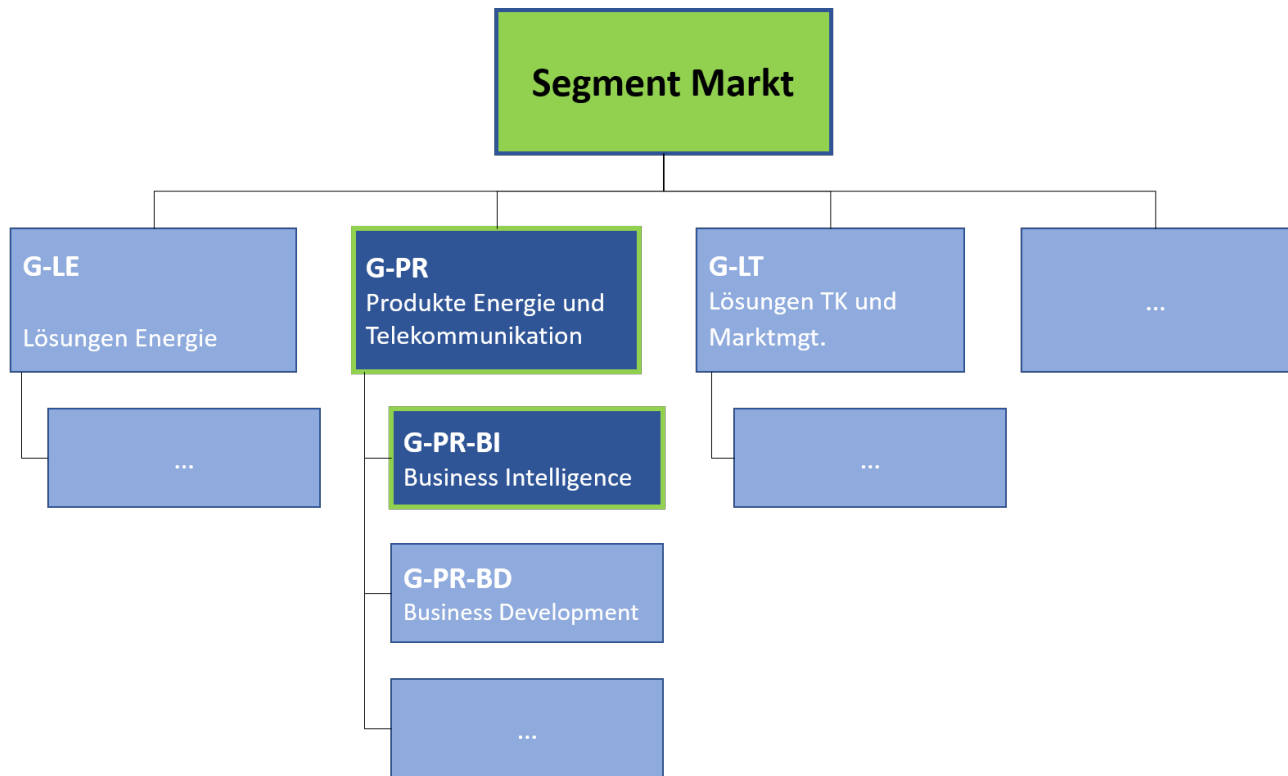 Segment Markt
G-LE
Lösungen Energie
G-PR
Produkte Energie und
Telekommunikation
G-LT
Lösungen TK und
Marktmgt.
...
...
G-PR-BI
Business Intelligence
...
G-PR-BD
Business Development
...